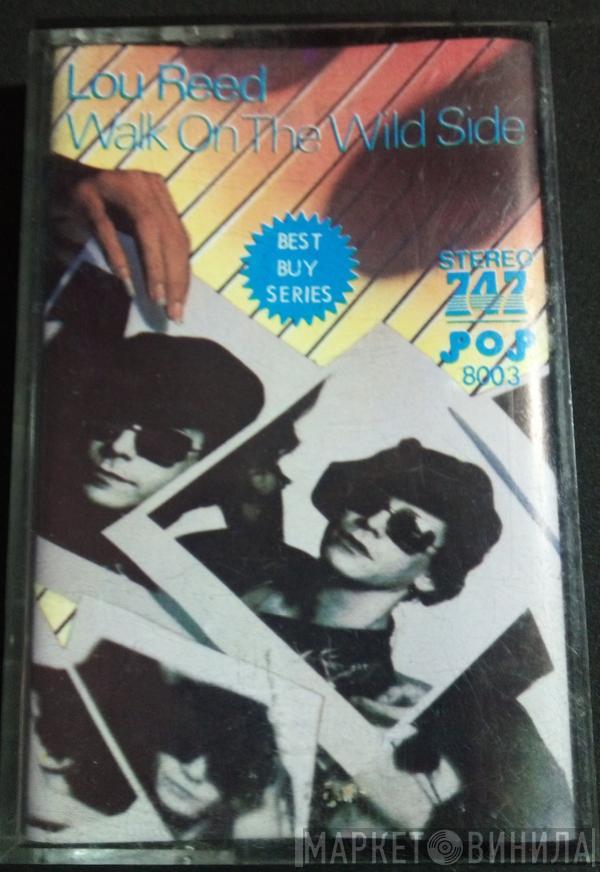 Lou Reed
Walk On The Wild Side
BEST
BUY
SERIES
STEREO
747
POP
8003
МАРКЕТ ВИНИЛА